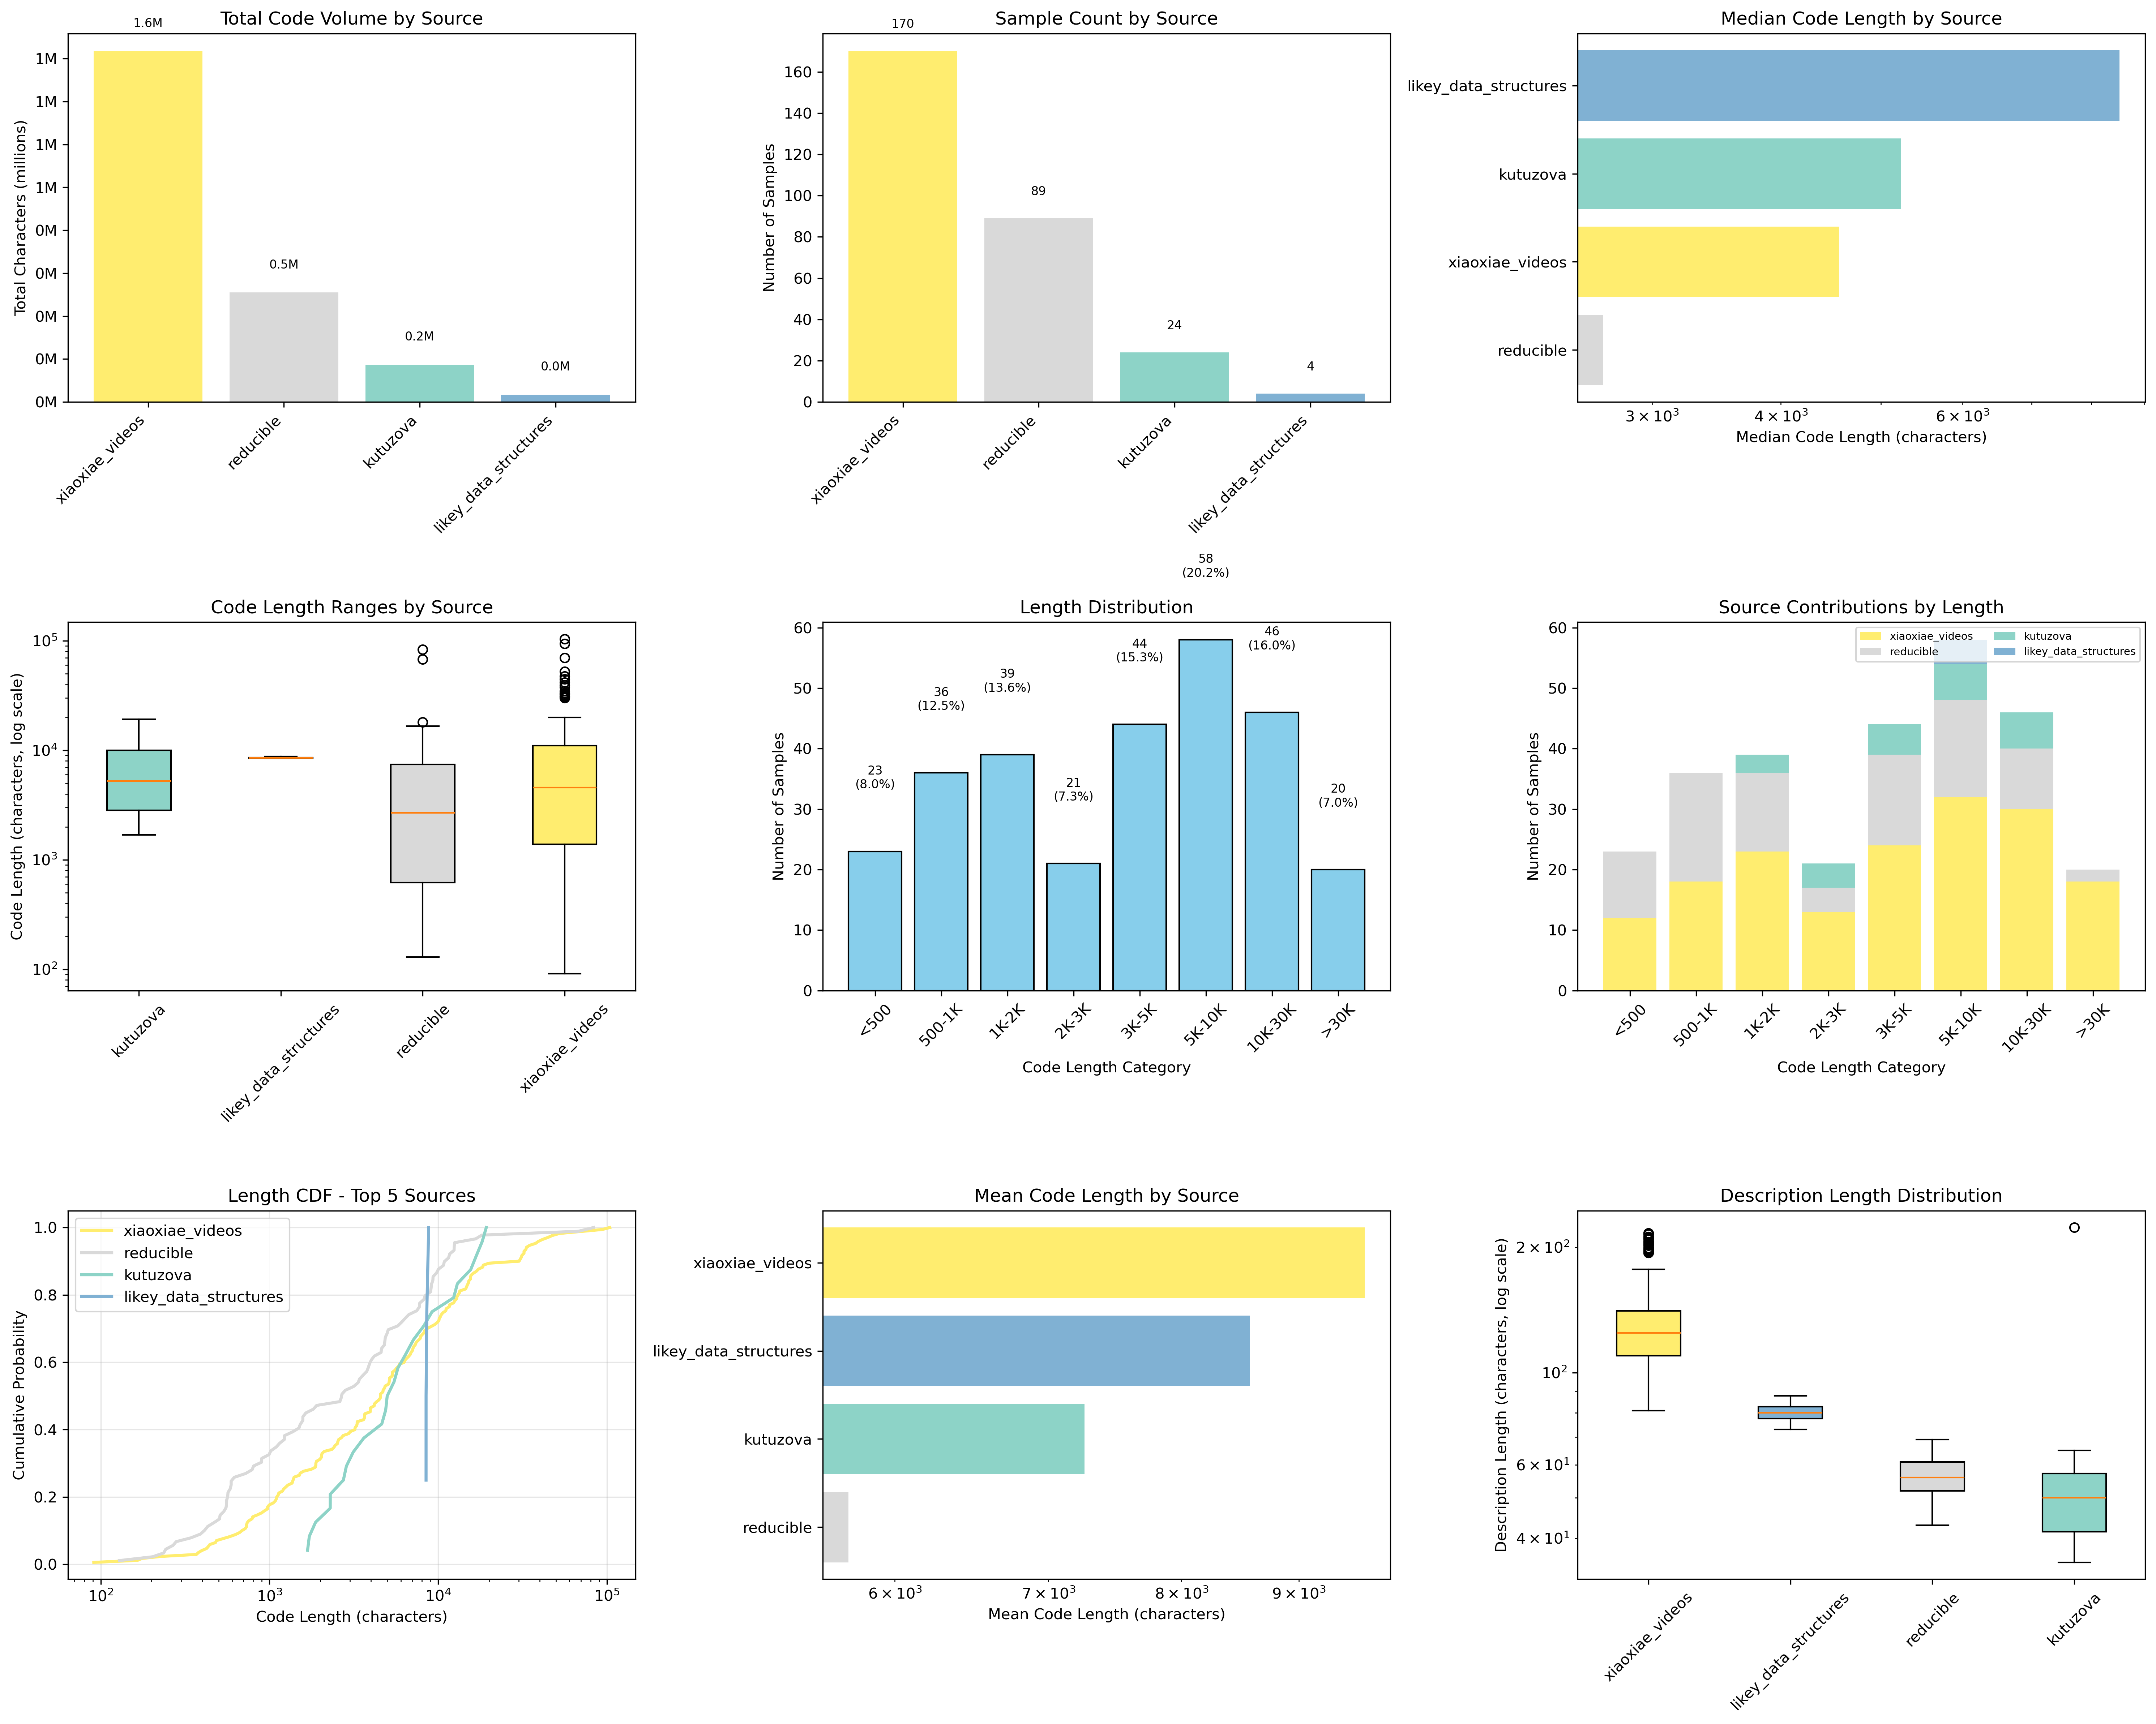 Total Code Volume by Source
1.6M
0.5M
0.2M
0.0M
1M
1M
1M
1M
0M
0M
0M
0M
0M
Total Characters (millions)
xiaoxiae_videos
reducible
kutuzova
likey_data_structures
Sample Count by Source
170
89
24
4
160
140
120
100
80
60
40
20
0
Number of Samples
xiaoxiae_videos
reducible
kutuzova
likey_data_structures
Median Code Length by Source
likey_data_structures
kutuzova
xiaoxiae_videos
reducible
3 × 10³
4 × 10³
6 × 10³
Median Code Length (characters)
Code Length Ranges by Source
10⁵
10⁴
10³
10²
Code Length (characters, log scale)
kutuzova
likey_data_structures
reducible
xiaoxiae_videos
58
(20.2%)
Length Distribution
23
(8.0%)
36
(12.5%)
39
(13.6%)
21
(7.3%)
44
(15.3%)
46
(16.0%)
20
(7.0%)
60
50
40
30
20
10
0
Number of Samples
<500
500-1K
1K-2K
2K-3K
3K-5K
5K-10K
10K-30K
>30K
Code Length Category
Source Contributions by Length
xiaoxiae_videos
reducible
kutuzova
likey_data_structures
60
50
40
30
20
10
0
Number of Samples
<500
500-1K
1K-2K
2K-3K
3K-5K
5K-10K
10K-30K
>30K
Code Length Category
Length CDF - Top 5 Sources
xiaoxiae_videos
reducible
kutuzova
likey_data_structures
1.0
0.8
0.6
0.4
0.2
0.0
Cumulative Probability
10²
10³
10⁴
10⁵
Code Length (characters)
Mean Code Length by Source
xiaoxiae_videos
likey_data_structures
kutuzova
reducible
6 × 10³
7 × 10³
8 × 10³
9 × 10³
Mean Code Length (characters)
Description Length Distribution
2 × 10²
10²
6 × 10¹
4 × 10¹
Description Length (characters, log scale)
xiaoxiae_videos
likey_data_structures
reducible
kutuzova